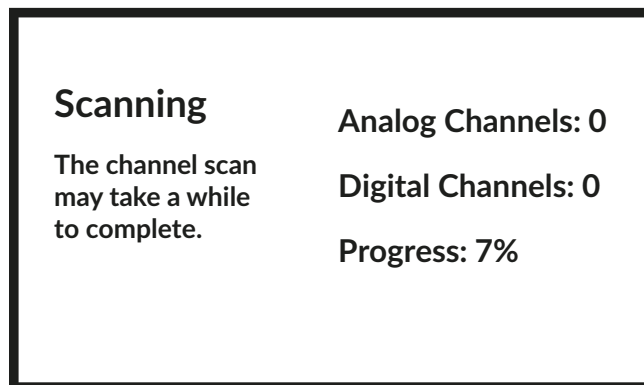 Scanning
The channel scan
may take a while
to complete.
Analog Channels: 0
Digital Channels: 0
Progress: 7%